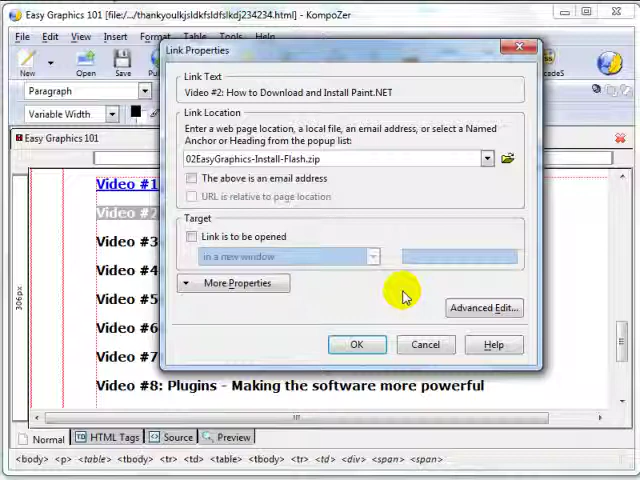 Easy Graphics 101 [file:/.../thankyoulkjsldkfsldfslkdj234234.html] - KompoZer
File Edit View Insert Format Table Tools Help
Link Properties
New Open Save
Paragraph
Variable Width
Easy Graphics 101
Link Text
Video #2: How to Download and Install Paint.NET
Link Location
Enter a web page location, a local file, an email address, or select a Named
Anchor or Heading from the popup list:
02EasyGraphics-Install-Flash.zip
The above is an email address
URL is relative to page location
Target
Link is to be opened
in a new window
More Properties
Advanced Edit...
OK Cancel Help
306px
Video #1
Video #2
Video #3
Video #4
Video #5
Video #6
Video #7
Video #8: Plugins - Making the software more powerful
Normal HTML Tags Source Preview
<body> <p> <table> <tbody> <tr> <td> <table> <tbody> <tr> <td> <div> <span> <span>